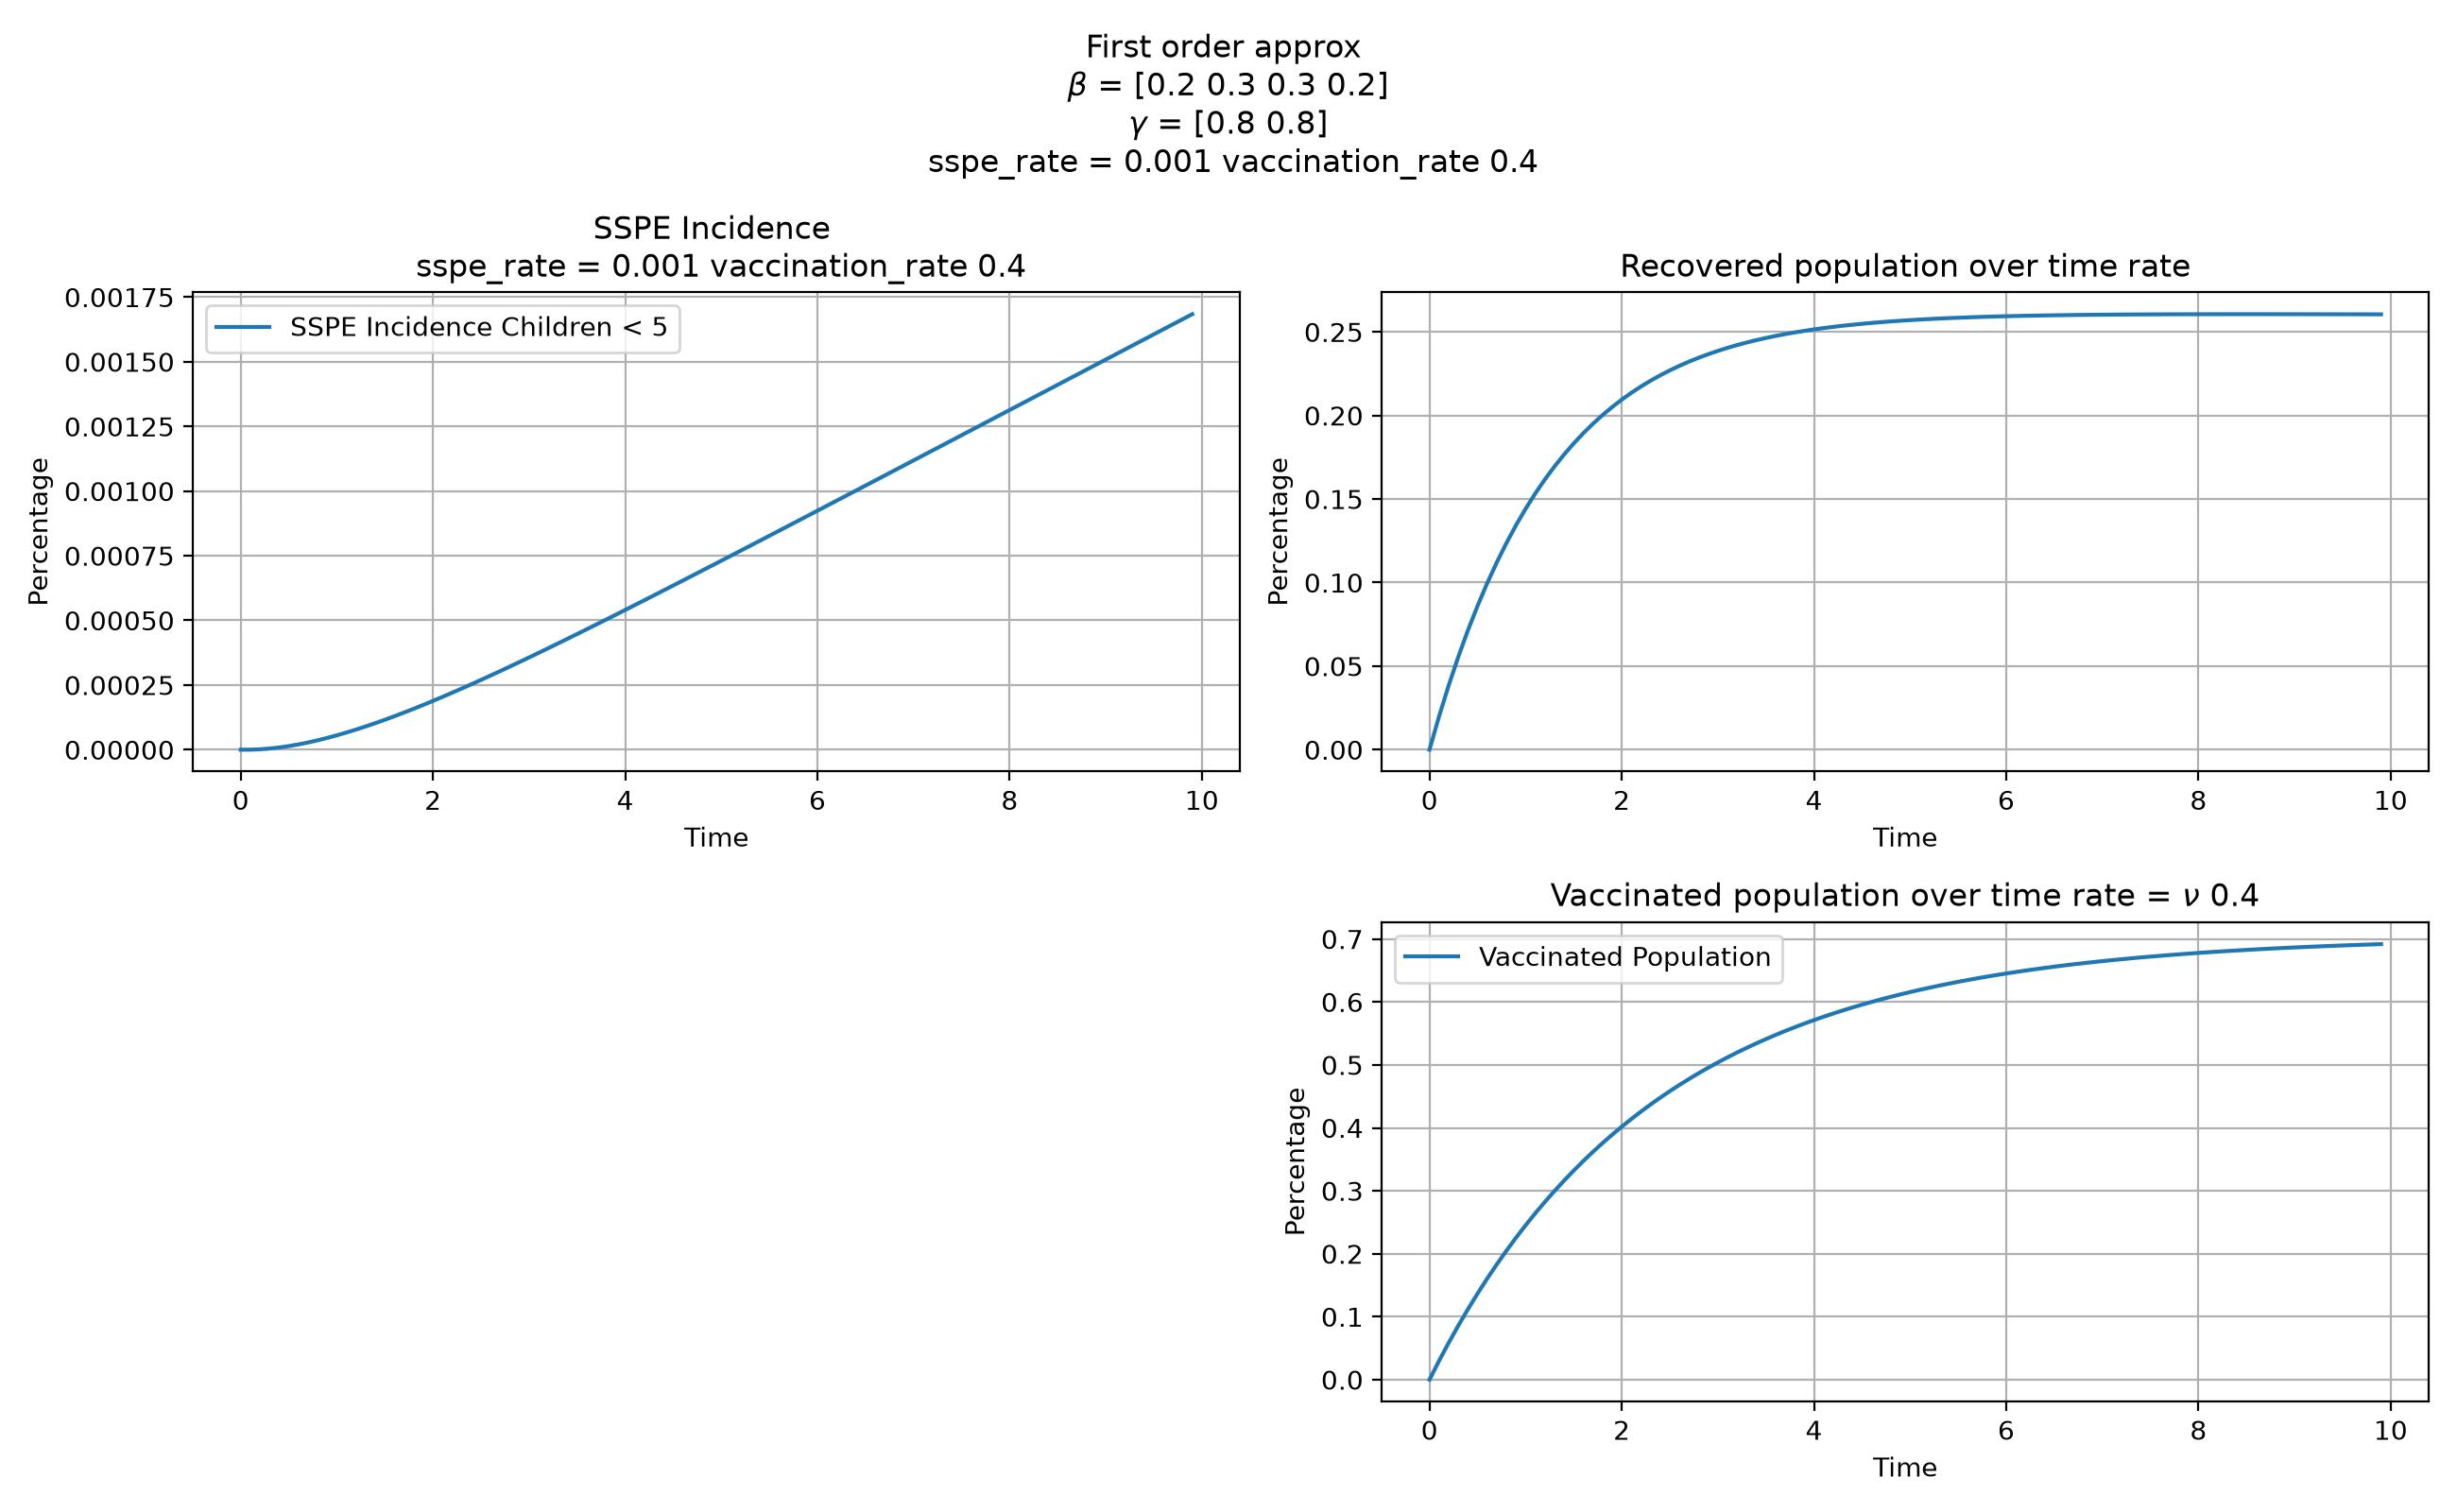 First order approx
β = [0.2 0.3 0.3 0.2]
γ = [0.8 0.8]
sspe_rate = 0.001 vaccination_rate 0.4
SSPE Incidence
sspe_rate = 0.001 vaccination_rate 0.4
SSPE Incidence Children < 5
Percentage
0.00175
0.00150
0.00125
0.00100
0.00075
0.00050
0.00025
0.00000
0 2 4 6 8 10
Time
Recovered population over time rate
Percentage
0.25
0.20
0.15
0.10
0.05
0.00
0 2 4 6 8 10
Time
Vaccinated population over time rate = ν 0.4
Vaccinated Population
Percentage
0.7
0.6
0.5
0.4
0.3
0.2
0.1
0.0
0 2 4 6 8 10
Time